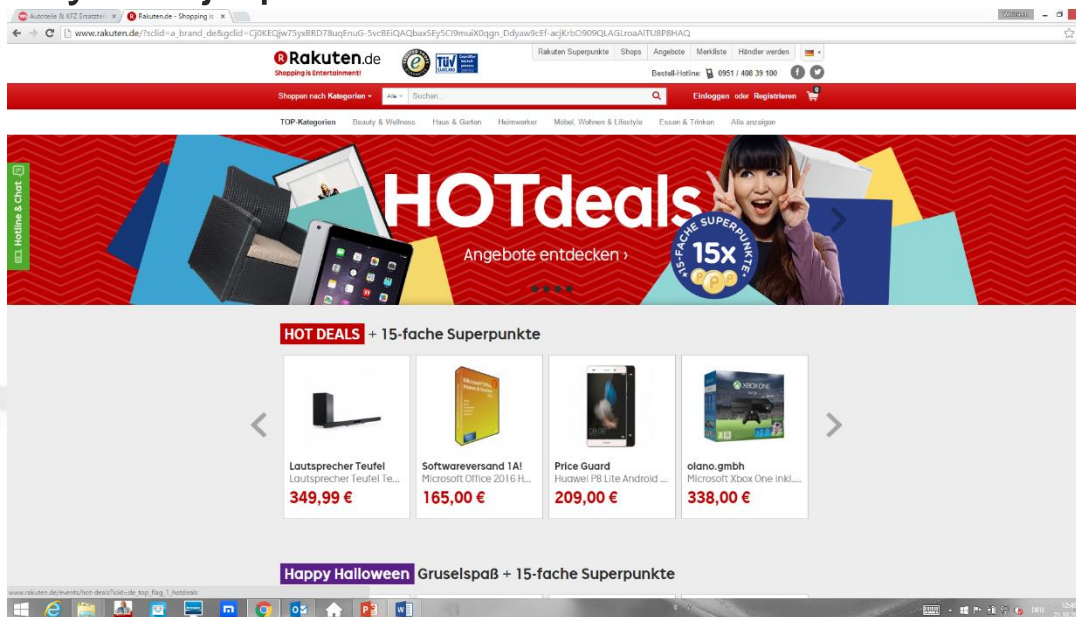 Autoteile & KFZ Ersatzteile
Rakuten.de - Shopping is
www.rakuten.de/?sclid=a_brand_de&gclid=
Rakuten.de
Shopping is Entertainment!
TÜV
Rakuten Superpunkte Shops Angebote Merkliste Händler werden
Bestell-Hotline: 0951 / 408 39 100
Shoppen nach Kategorien
Alle
Suchen...
Einloggen oder Registrieren
0
TOP-Kategorien Beauty & Wellness Haus & Garten Heimwerker Möbel, Wohnen & Lifestyle Essen & Trinken Alle anzeigen
Hotline & Chat
HOTdeals
Angebote entdecken ›
15-FACHE SUPERPUNKTE
15x
PPP
HOT DEALS + 15-fache Superpunkte
Lautsprecher Teufel
Lautsprecher Teufel Te...
349,99 €
Softwareversand 1A!
Microsoft Office 2016 H...
165,00 €
Price Guard
Huawei P8 Lite Android ...
209,00 €
XBOX ONE
olano.gmbh
Microsoft Xbox One inkl....
338,00 €
Happy Halloween Gruselspaß + 15-fache Superpunkte
www.rakuten.de/events/hot-deals?icid=de_top_flag_1_hotdeals
DEU